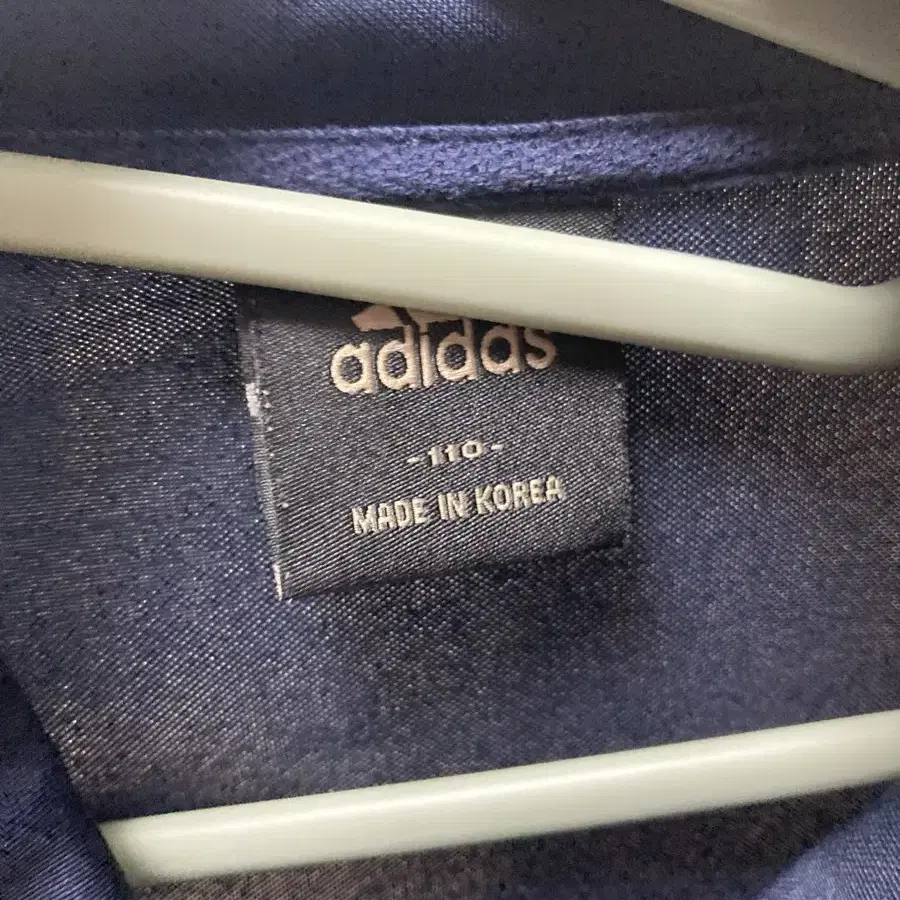 adidas
-110-
MADE IN KOREA